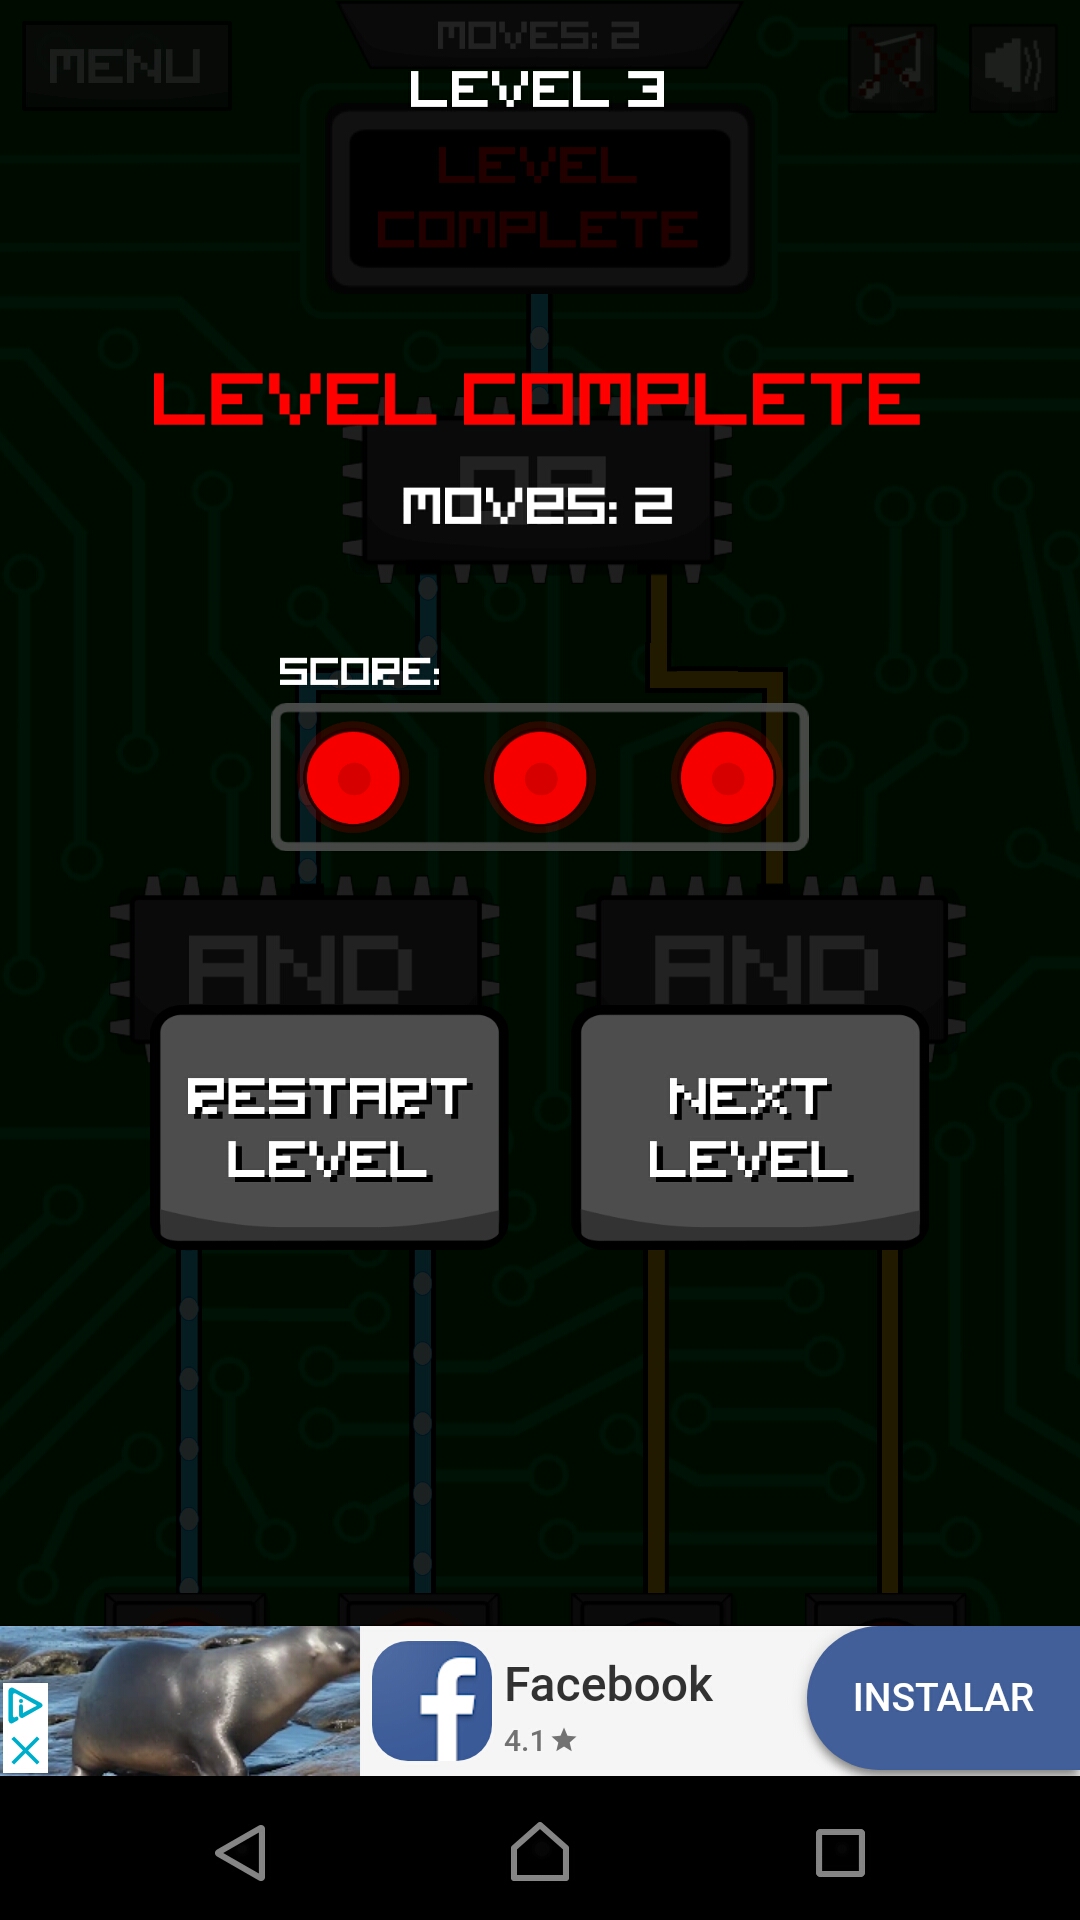 MOVES: 2
MENU
LEVEL 3
LEVEL
COMPLETE
LEVEL COMPLETE
OR
MOVES: 2
SCORE:
AND AND
RESTART
LEVEL
NEXT
LEVEL
Facebook
4.1★
INSTALAR